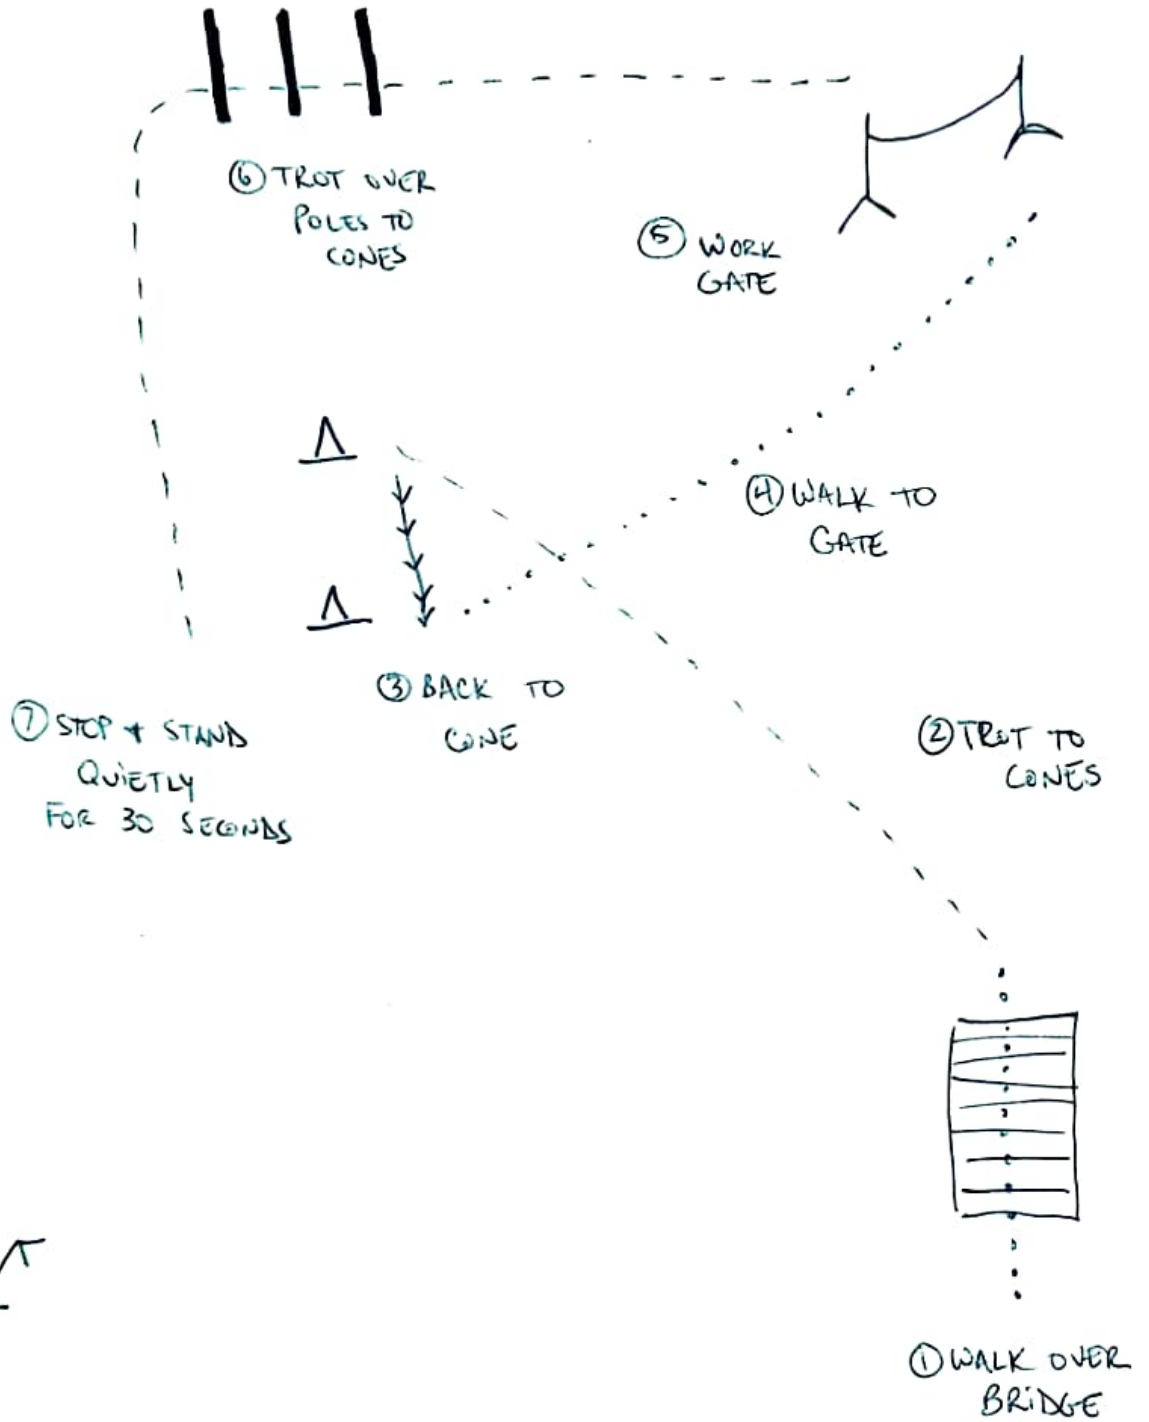 ⑥ TROT OVER
POLES TO
CONES
⑤ WORK
GATE
④ WALK TO
GATE
③ BACK TO
CONE
⑦ STOP + STAND
QUIETLY
FOR 30 SECONDS
② TROT TO
CONES
① WALK OVER
BRIDGE